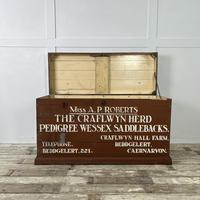 Miss A.P. ROBERTS
THE CRAFLWYN HERD
PEDIGREE WESSEX SADDLEBACKS.
CRAFLWYN HALL FARM,
TELEPHONE, BEDDGELERT,
BEDDGELERT, 221. CAERNARVON.